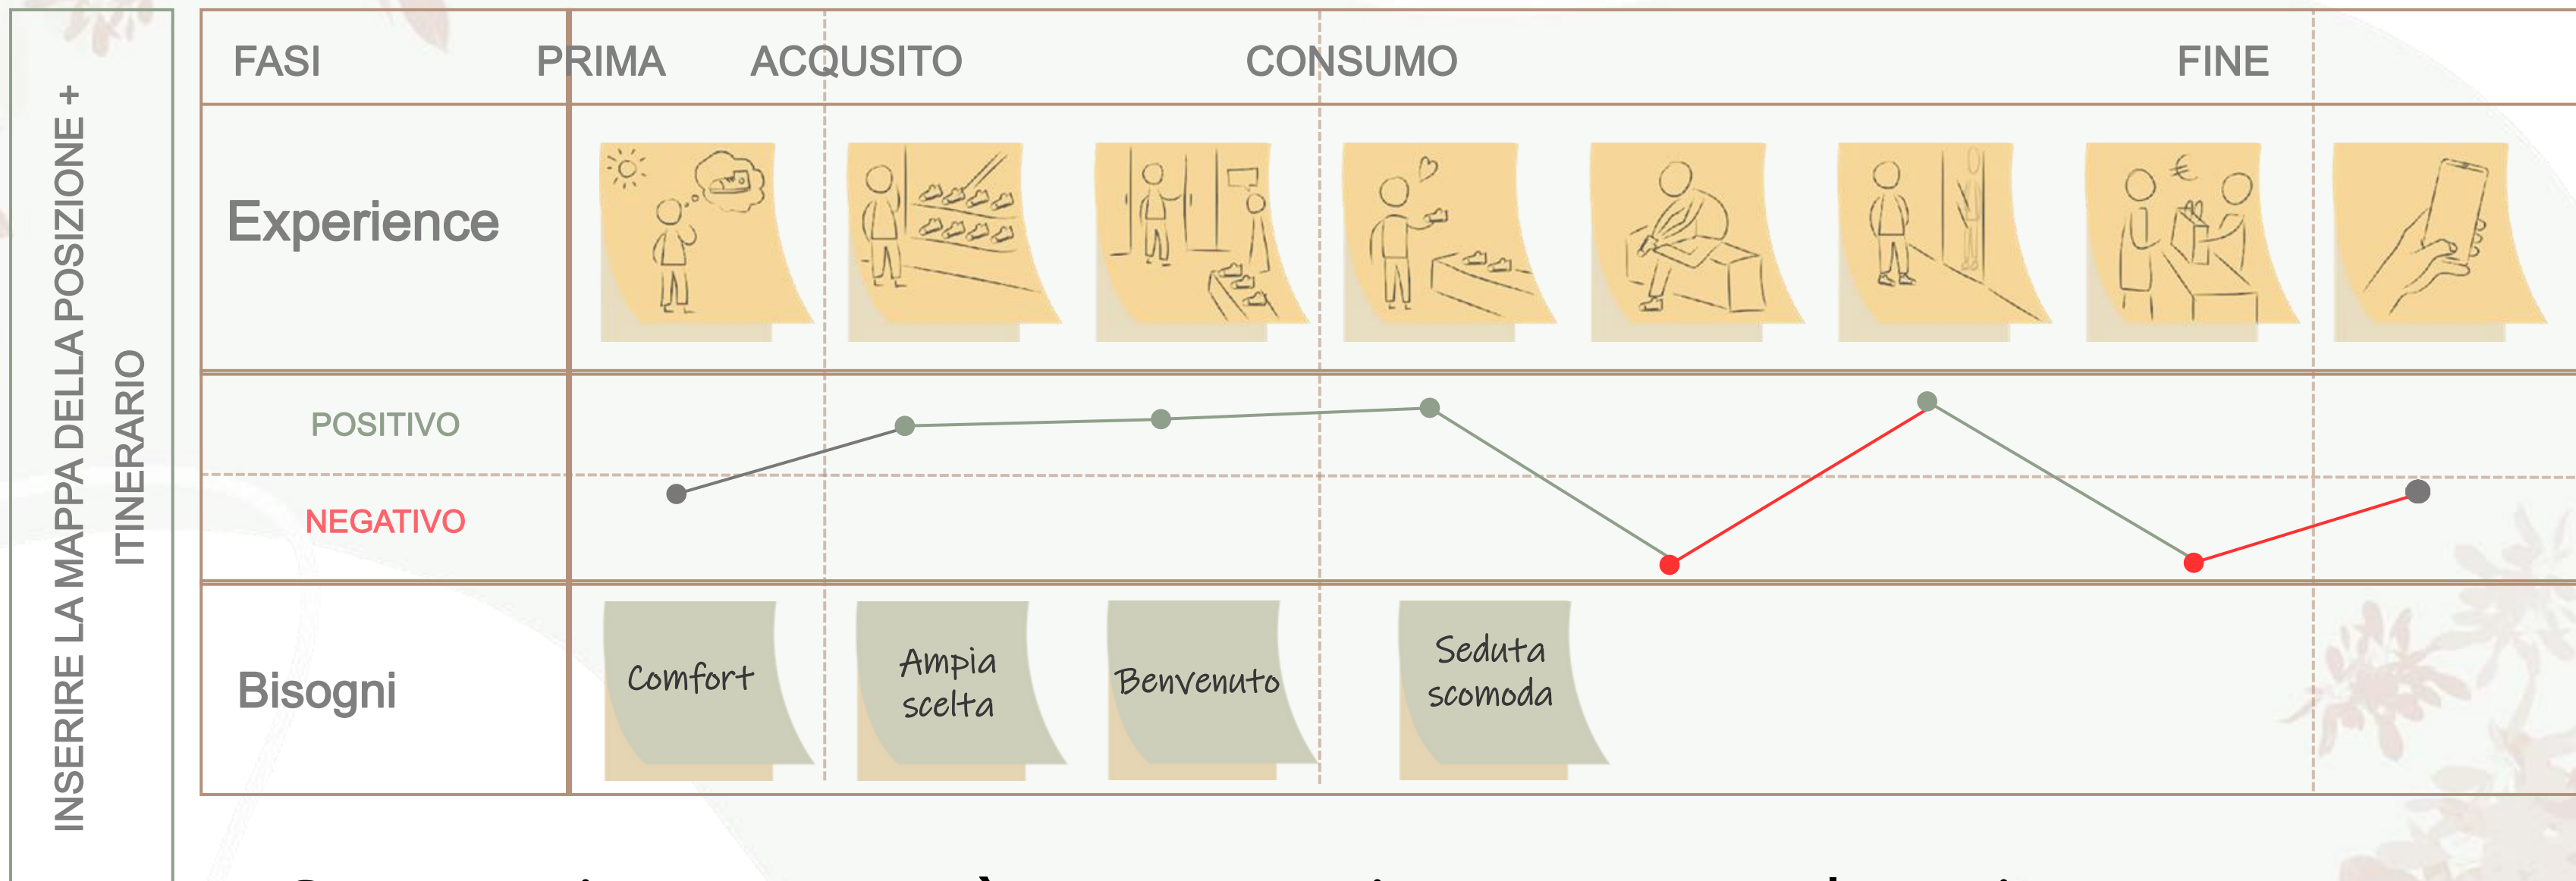 INSERIRE LA MAPPA DELLA POSIZIONE +
ITINERARIO
FASI PRIMA ACQUSITO CONSUMO FINE
Experience
€
POSITIVO
NEGATIVO
Bisogni
Comfort
Ampia
scelta
Benvenuto
Seduta
scomoda